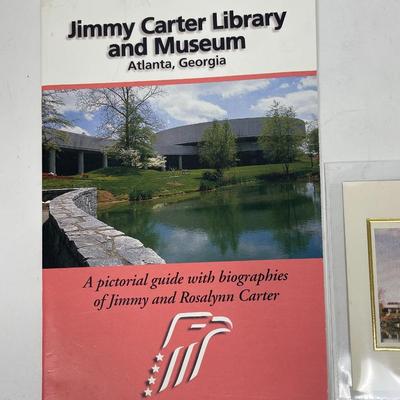 Jimmy Carter Library
and Museum
Atlanta, Georgia
A pictorial guide with biographies
of Jimmy and Rosalynn Carter